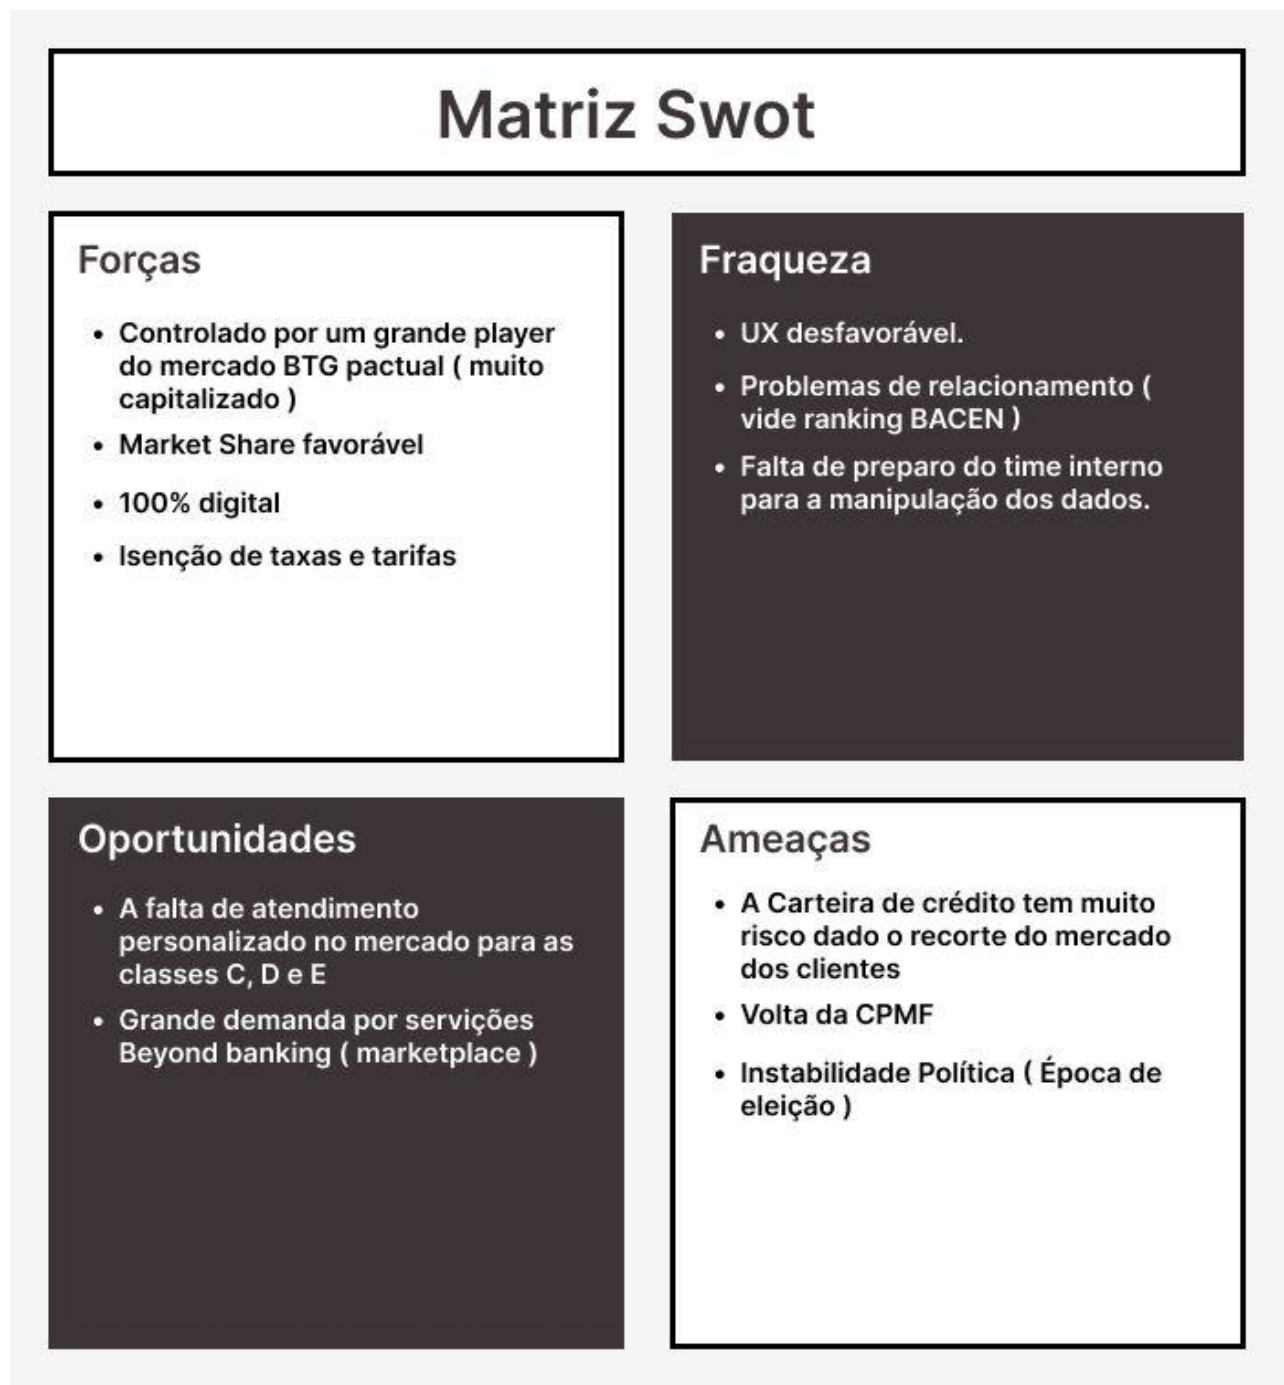 Matriz Swot
Forças
• Controlado por um grande player
do mercado BTG pactual ( muito
capitalizado )
• Market Share favorável
• 100% digital
• Isenção de taxas e tarifas
Fraqueza
• UX desfavorável.
• Problemas de relacionamento (
vide ranking BACEN )
• Falta de preparo do time interno
para a manipulação dos dados.
Oportunidades
• A falta de atendimento
personalizado no mercado para as
classes C, D e E
• Grande demanda por servições
Beyond banking ( marketplace )
Ameaças
• A Carteira de crédito tem muito
risco dado o recorte do mercado
dos clientes
• Volta da CPMF
• Instabilidade Política ( Época de
eleição )